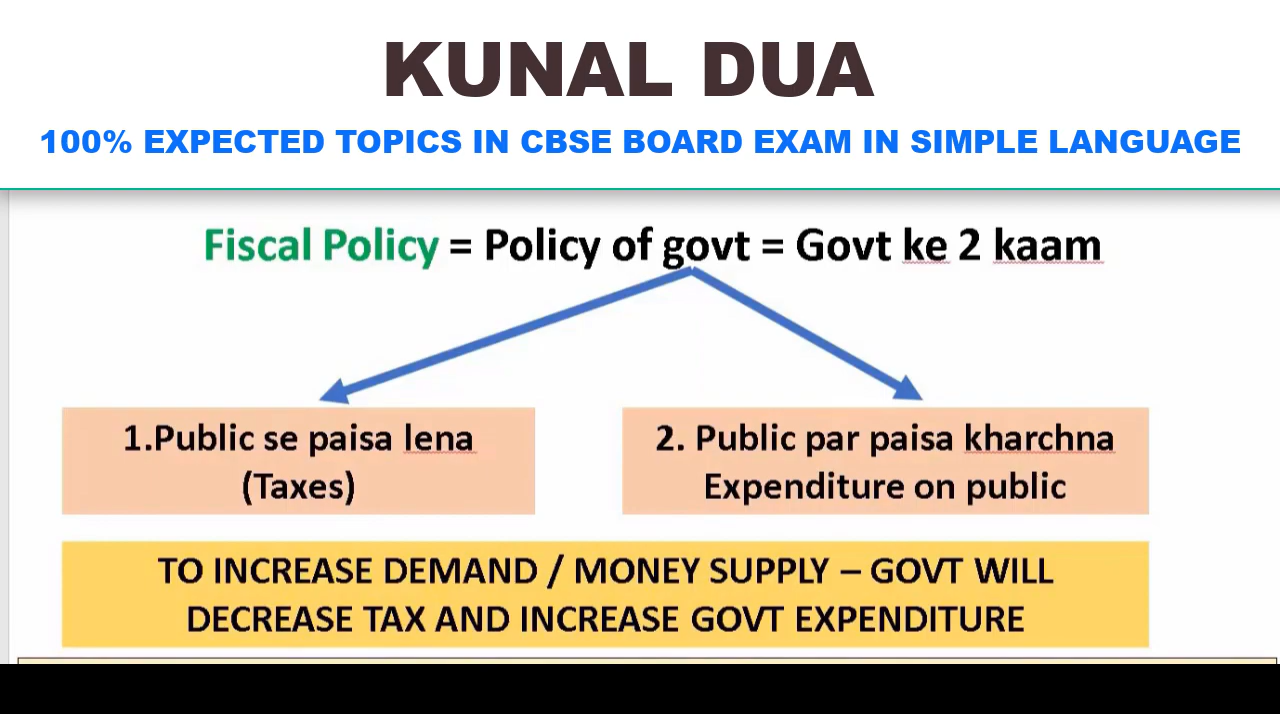 KUNAL DUA
100% EXPECTED TOPICS IN CBSE BOARD EXAM IN SIMPLE LANGUAGE
Fiscal Policy = Policy of govt = Govt ke 2 kaam
1.Public se paisa lena
(Taxes)
2. Public par paisa kharchna
Expenditure on public
TO INCREASE DEMAND / MONEY SUPPLY – GOVT WILL
DECREASE TAX AND INCREASE GOVT EXPENDITURE